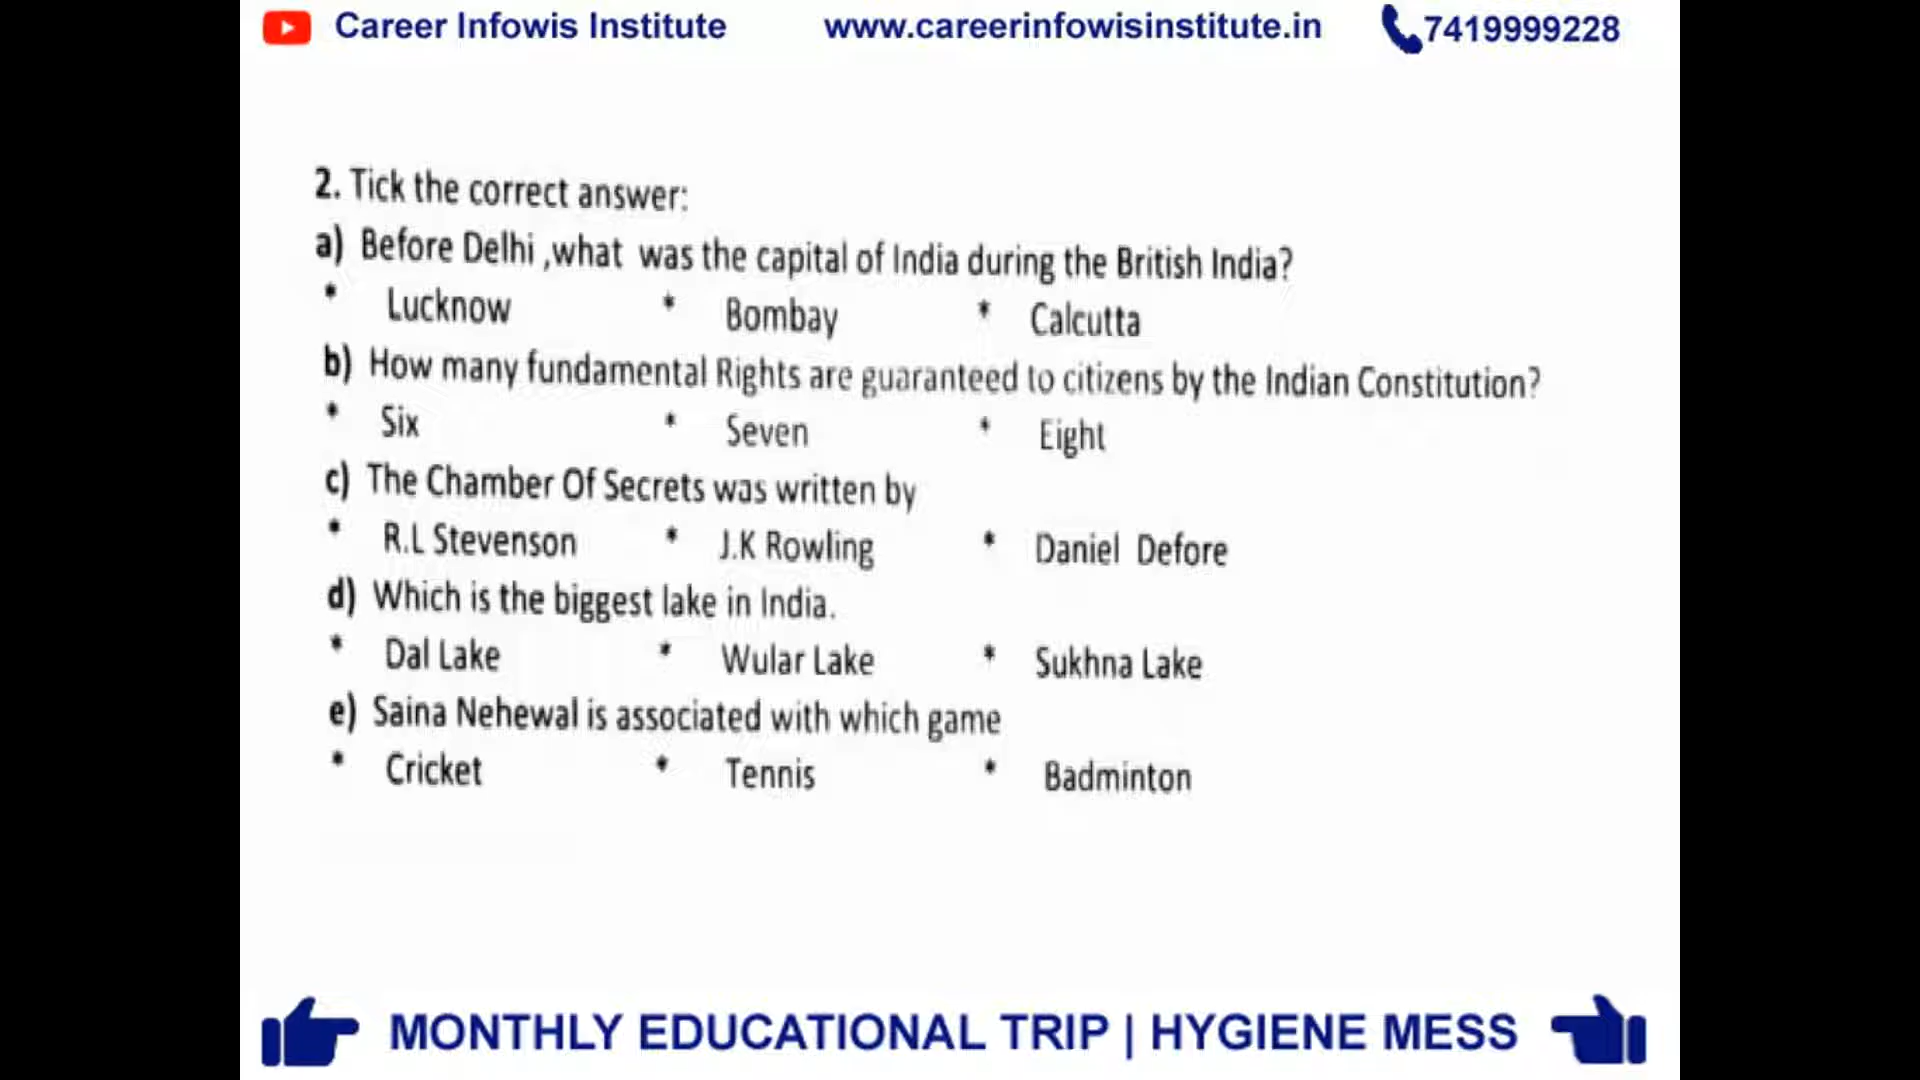 Career Infowis Institute www.careerinfowisinstitute.in 7419999228
2. Tick the correct answer:
a) Before Delhi ,what was the capital of India during the British India?
* Lucknow * Bombay * Calcutta
b) How many fundamental Rights are guaranteed to citizens by the Indian Constitution?
* Six * Seven * Eight
c) The Chamber Of Secrets was written by
* R.L Stevenson * J.K Rowling * Daniel Defore
d) Which is the biggest lake in India.
* Dal Lake * Wular Lake * Sukhna Lake
e) Saina Nehewal is associated with which game
* Cricket * Tennis * Badminton
MONTHLY EDUCATIONAL TRIP | HYGIENE MESS